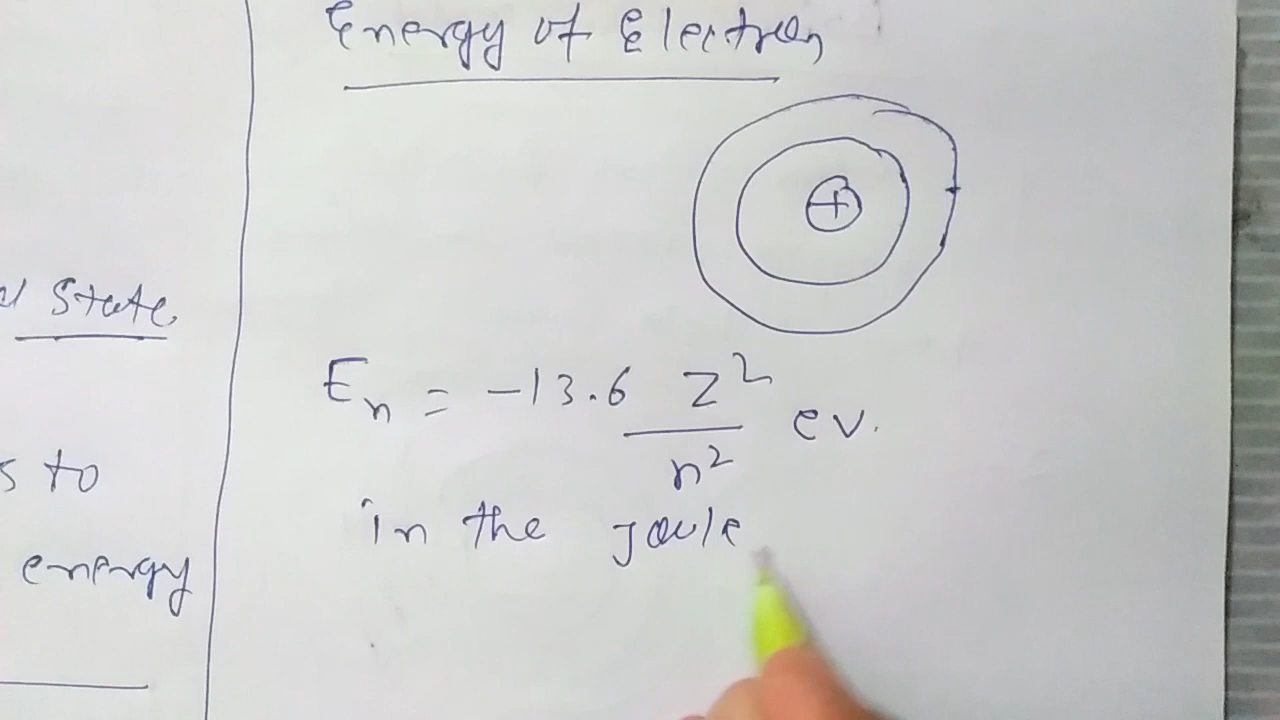 Energy of Electron
State
s to
energy
+
En = -13.6 Z²/n² ev.
in the joule